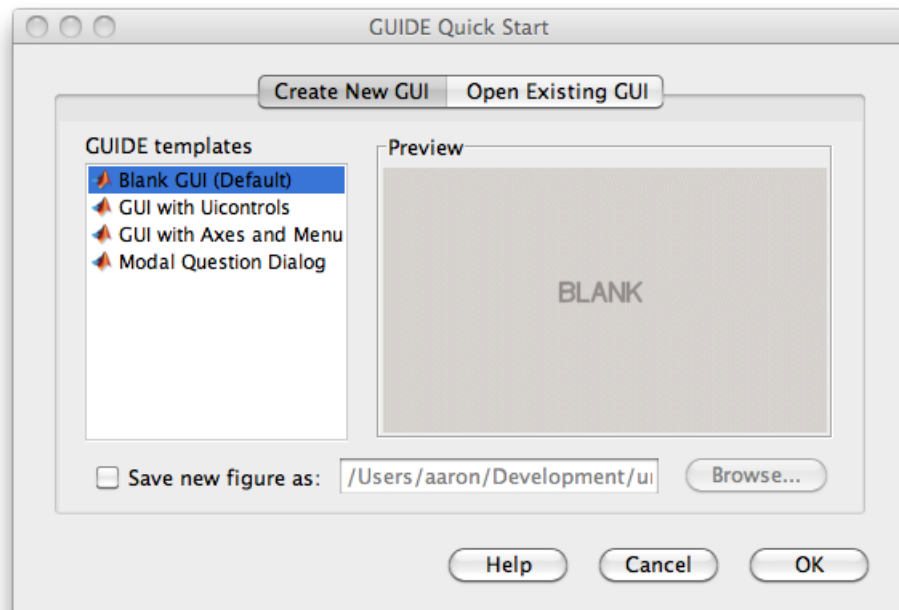 GUIDE Quick Start
Create New GUI Open Existing GUI
GUIDE templates
Blank GUI (Default)
GUI with Uicontrols
GUI with Axes and Menu
Modal Question Dialog
Preview
BLANK
Save new figure as: /Users/aaron/Development/ Browse...
Help Cancel OK